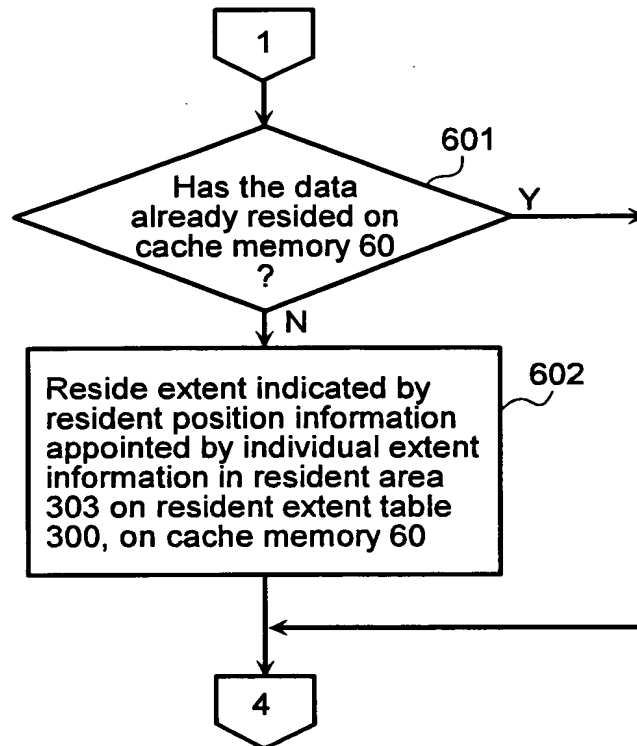 1
601
Has the data
already resided on
cache memory 60
?
Y
N
602
Reside extent indicated by
resident position information
appointed by individual extent
information in resident area
303 on resident extent table
300, on cache memory 60
4